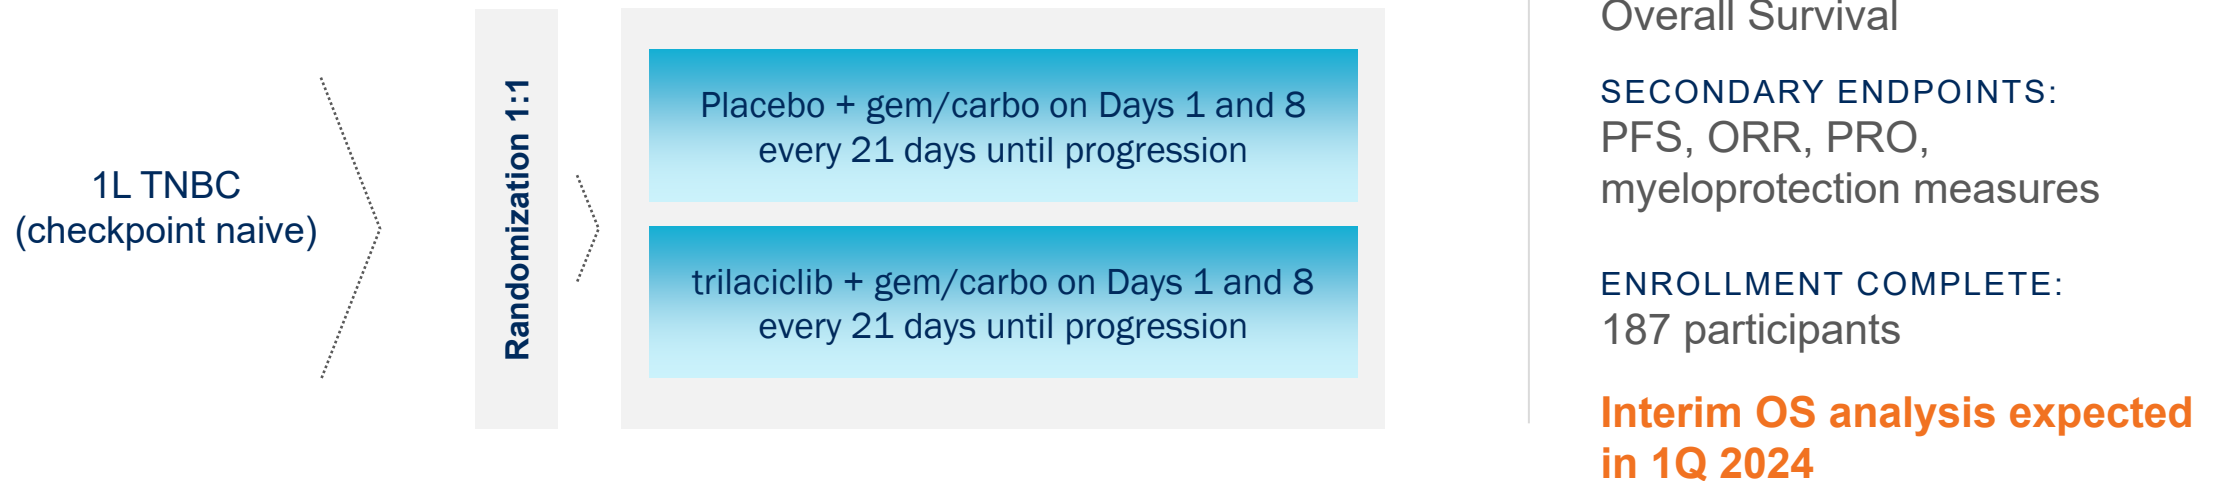 1L TNBC
(checkpoint naive)
Randomization 1:1
Placebo + gem/carbo on Days 1 and 8
every 21 days until progression
trilaciclib + gem/carbo on Days 1 and 8
every 21 days until progression
Overall Survival
SECONDARY ENDPOINTS:
PFS, ORR, PRO,
myeloprotection measures
ENROLLMENT COMPLETE:
187 participants
Interim OS analysis expected
in 1Q 2024